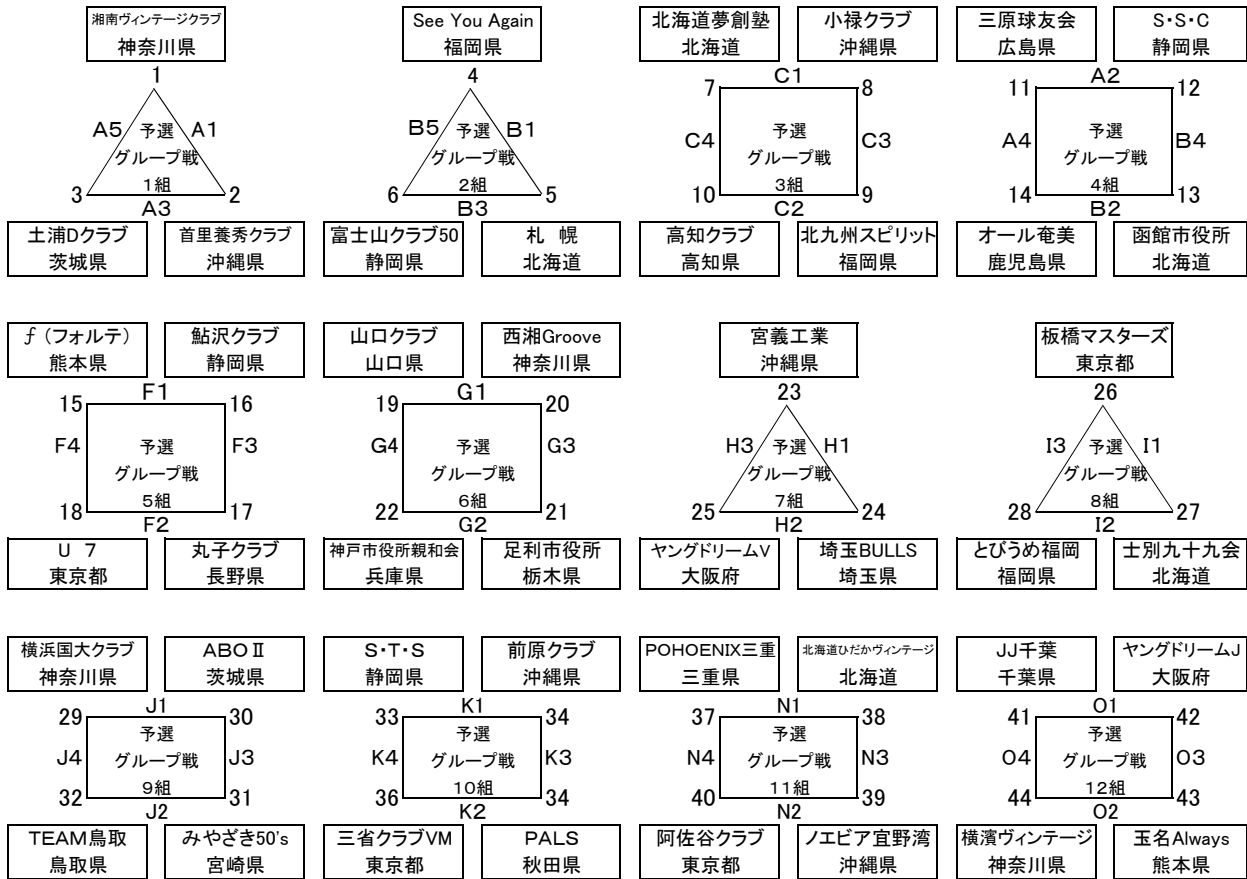 湘南ヴィンテージクラブ
神奈川県
1
A5 予選 A1
グループ戦
1組
3 2
A3
土浦Dクラブ
茨城県
首里養秀クラブ
沖縄県
See You Again
福岡県
4
B5 予選 B1
グループ戦
2組
6 5
B3
富士山クラブ50
静岡県
札 幌
北海道
北海道夢創塾
北海道
小禄クラブ
沖縄県
C1
7 8
予選
C4 グループ戦 C3
3組
10 9
C2
高知クラブ
高知県
北九州スピリット
福岡県
三原球友会
広島県
S・S・C
静岡県
A2
11 12
予選
A4 グループ戦 B4
4組
14 13
B2
オール奄美
鹿児島県
函館市役所
北海道
f (フォルテ)
熊本県
鮎沢クラブ
静岡県
F1
15 16
F4 予選 F3
グループ戦
5組
18 17
F2
U 7
東京都
丸子クラブ
長野県
山口クラブ
山口県
西湘Groove
神奈川県
G1
19 20
G4 予選 G3
グループ戦
6組
22 21
G2
神戸市役所親和会
兵庫県
足利市役所
栃木県
宮義工業
沖縄県
23
H3 予選 H1
グループ戦
7組
25 24
H2
ヤングドリームV
大阪府
埼玉BULLS
埼玉県
板橋マスターズ
東京都
26
I3 予選 I1
グループ戦
8組
28 27
I2
とびうめ福岡
福岡県
士別九十九会
北海道
横浜国大クラブ
神奈川県
ABOⅡ
茨城県
J1
29 30
予選
J4 グループ戦 J3
9組
32 31
J2
TEAM鳥取
鳥取県
みやざき50's
宮崎県
S・T・S
静岡県
前原クラブ
沖縄県
K1
33 34
予選
K4 グループ戦 K3
10組
36 34
K2
三省クラブVM
東京都
PALS
秋田県
POHOENIX三重
三重県
北海道ひだかヴィンテージ
北海道
N1
37 38
予選
N4 グループ戦 N3
11組
40 39
N2
阿佐谷クラブ
東京都
ノエビア宜野湾
沖縄県
JJ千葉
千葉県
ヤングドリームJ
大阪府
O1
41 42
予選
O4 グループ戦 O3
12組
44 43
O2
横濱ヴィンテージ
神奈川県
玉名Always
熊本県